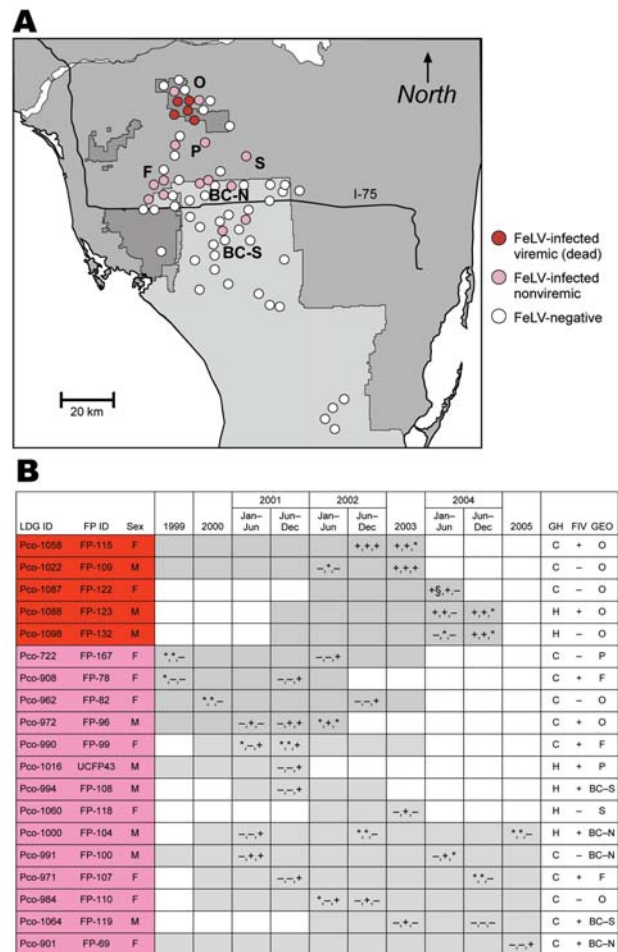 A
North
O
P
F
S
I-75
BC-N
BC-S
FeLV-infected
viremic (dead)
FeLV-infected
nonviremic
FeLV-negative
20 km
B
2001 2002 2004
LDG ID FP ID Sex 1999 2000 Jan–Jun Jun–Dec Jan–Jun Jun–Dec 2003 Jan–Jun Jun–Dec 2005 GH FIV GEO
Pco-1058 FP-115 F +,+,+ +,+,* C + O
Pco-1022 FP-109 M –,*,– +,+,+ C – O
Pco-1087 FP-122 F +§,+,– C – O
Pco-1088 FP-123 M +,+,– +,+,* H + O
Pco-1098 FP-132 M –,*,– +,+,* H – O
Pco-722 FP-167 F *,*,– –,–,+ C – P
Pco-908 FP-78 F *,–,– –,–,+ C + F
Pco-962 FP-82 F *,*,– –,–,+ C – O
Pco-972 FP-96 M –,+,– –,+,+ *,+,* C + O
Pco-990 FP-99 F *,–,+ *,*,+ C + F
Pco-1016 UCFP43 M –,–,+ H + P
Pco-994 FP-108 M –,–,+ H + BC–S
Pco-1060 FP-118 F –,+,– H – S
Pco-1000 FP-104 M –,–,+ *,*,– *,*,– H + BC–N
Pco-991 FP-100 M –,+,+ –,+,* C – BC–N
Pco-971 FP-107 F –,–,+ *,*,– C + F
Pco-984 FP-110 F *,–,+ –,+,– C – O
Pco-1064 FP-119 M –,+,– –,–,– C + BC–S
Pco-901 FP-69 F –,–,+ C + BC–N